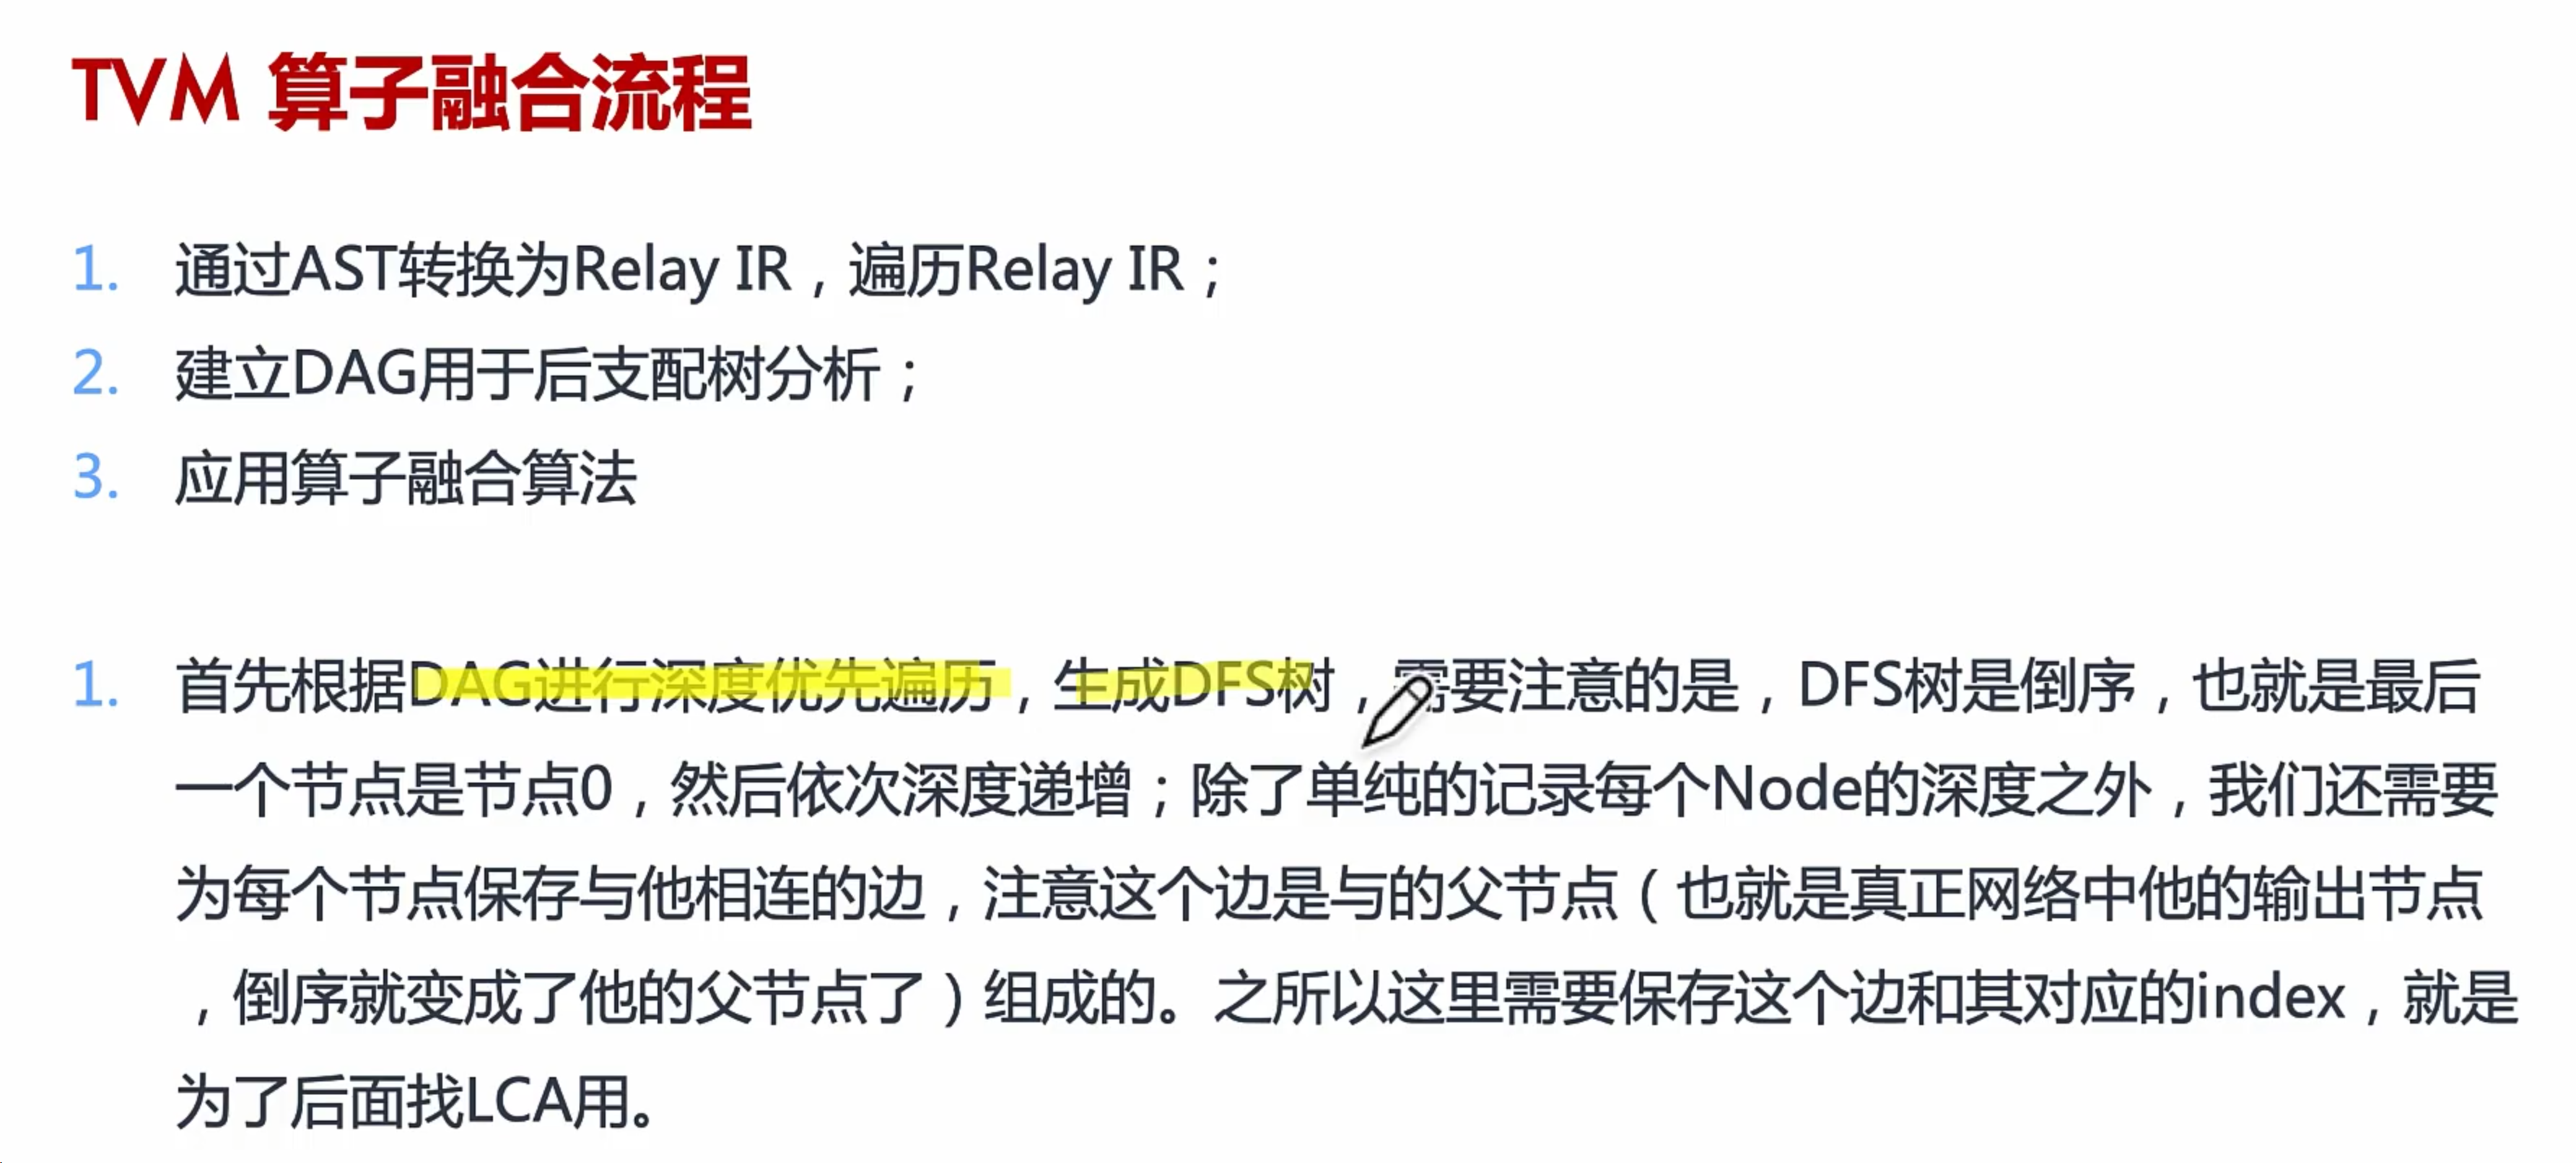 TVM 算子融合流程
1. 通过AST转换为Relay IR，遍历Relay IR；
2. 建立DAG用于后支配树分析；
3. 应用算子融合算法
1. 首先根据DAG进行深度优先遍历，生成DFS树，需要注意的是，DFS树是倒序，也就是最后
一个节点是节点0，然后依次深度递增；除了单纯的记录每个Node的深度之外，我们还需要
为每个节点保存与他相连的边，注意这个边是与的父节点（也就是真正网络中他的输出节点
，倒序就变成了他的父节点了）组成的。之所以这里需要保存这个边和其对应的index，就是
为了后面找LCA用。